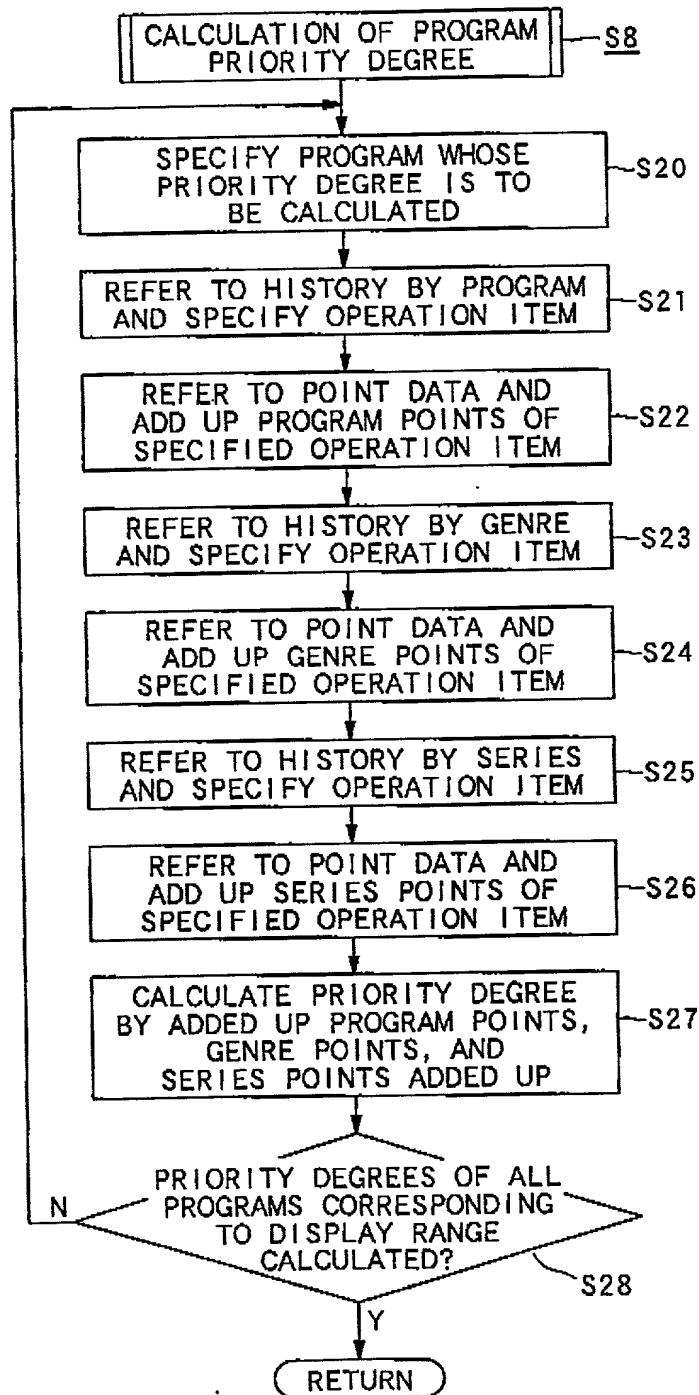 CALCULATION OF PROGRAM
PRIORITY DEGREE
S8
SPECIFY PROGRAM WHOSE
PRIORITY DEGREE IS TO
BE CALCULATED
S20
REFER TO HISTORY BY PROGRAM
AND SPECIFY OPERATION ITEM
S21
REFER TO POINT DATA AND
ADD UP PROGRAM POINTS OF
SPECIFIED OPERATION ITEM
S22
REFER TO HISTORY BY GENRE
AND SPECIFY OPERATION ITEM
S23
REFER TO POINT DATA AND
ADD UP GENRE POINTS OF
SPECIFIED OPERATION ITEM
S24
REFER TO HISTORY BY SERIES
AND SPECIFY OPERATION ITEM
S25
REFER TO POINT DATA AND
ADD UP SERIES POINTS OF
SPECIFIED OPERATION ITEM
S26
CALCULATE PRIORITY DEGREE
BY ADDED UP PROGRAM POINTS,
GENRE POINTS, AND
SERIES POINTS ADDED UP
S27
PRIORITY DEGREES OF ALL
PROGRAMS CORRESPONDING
TO DISPLAY RANGE
CALCULATED?
N
S28
Y
RETURN